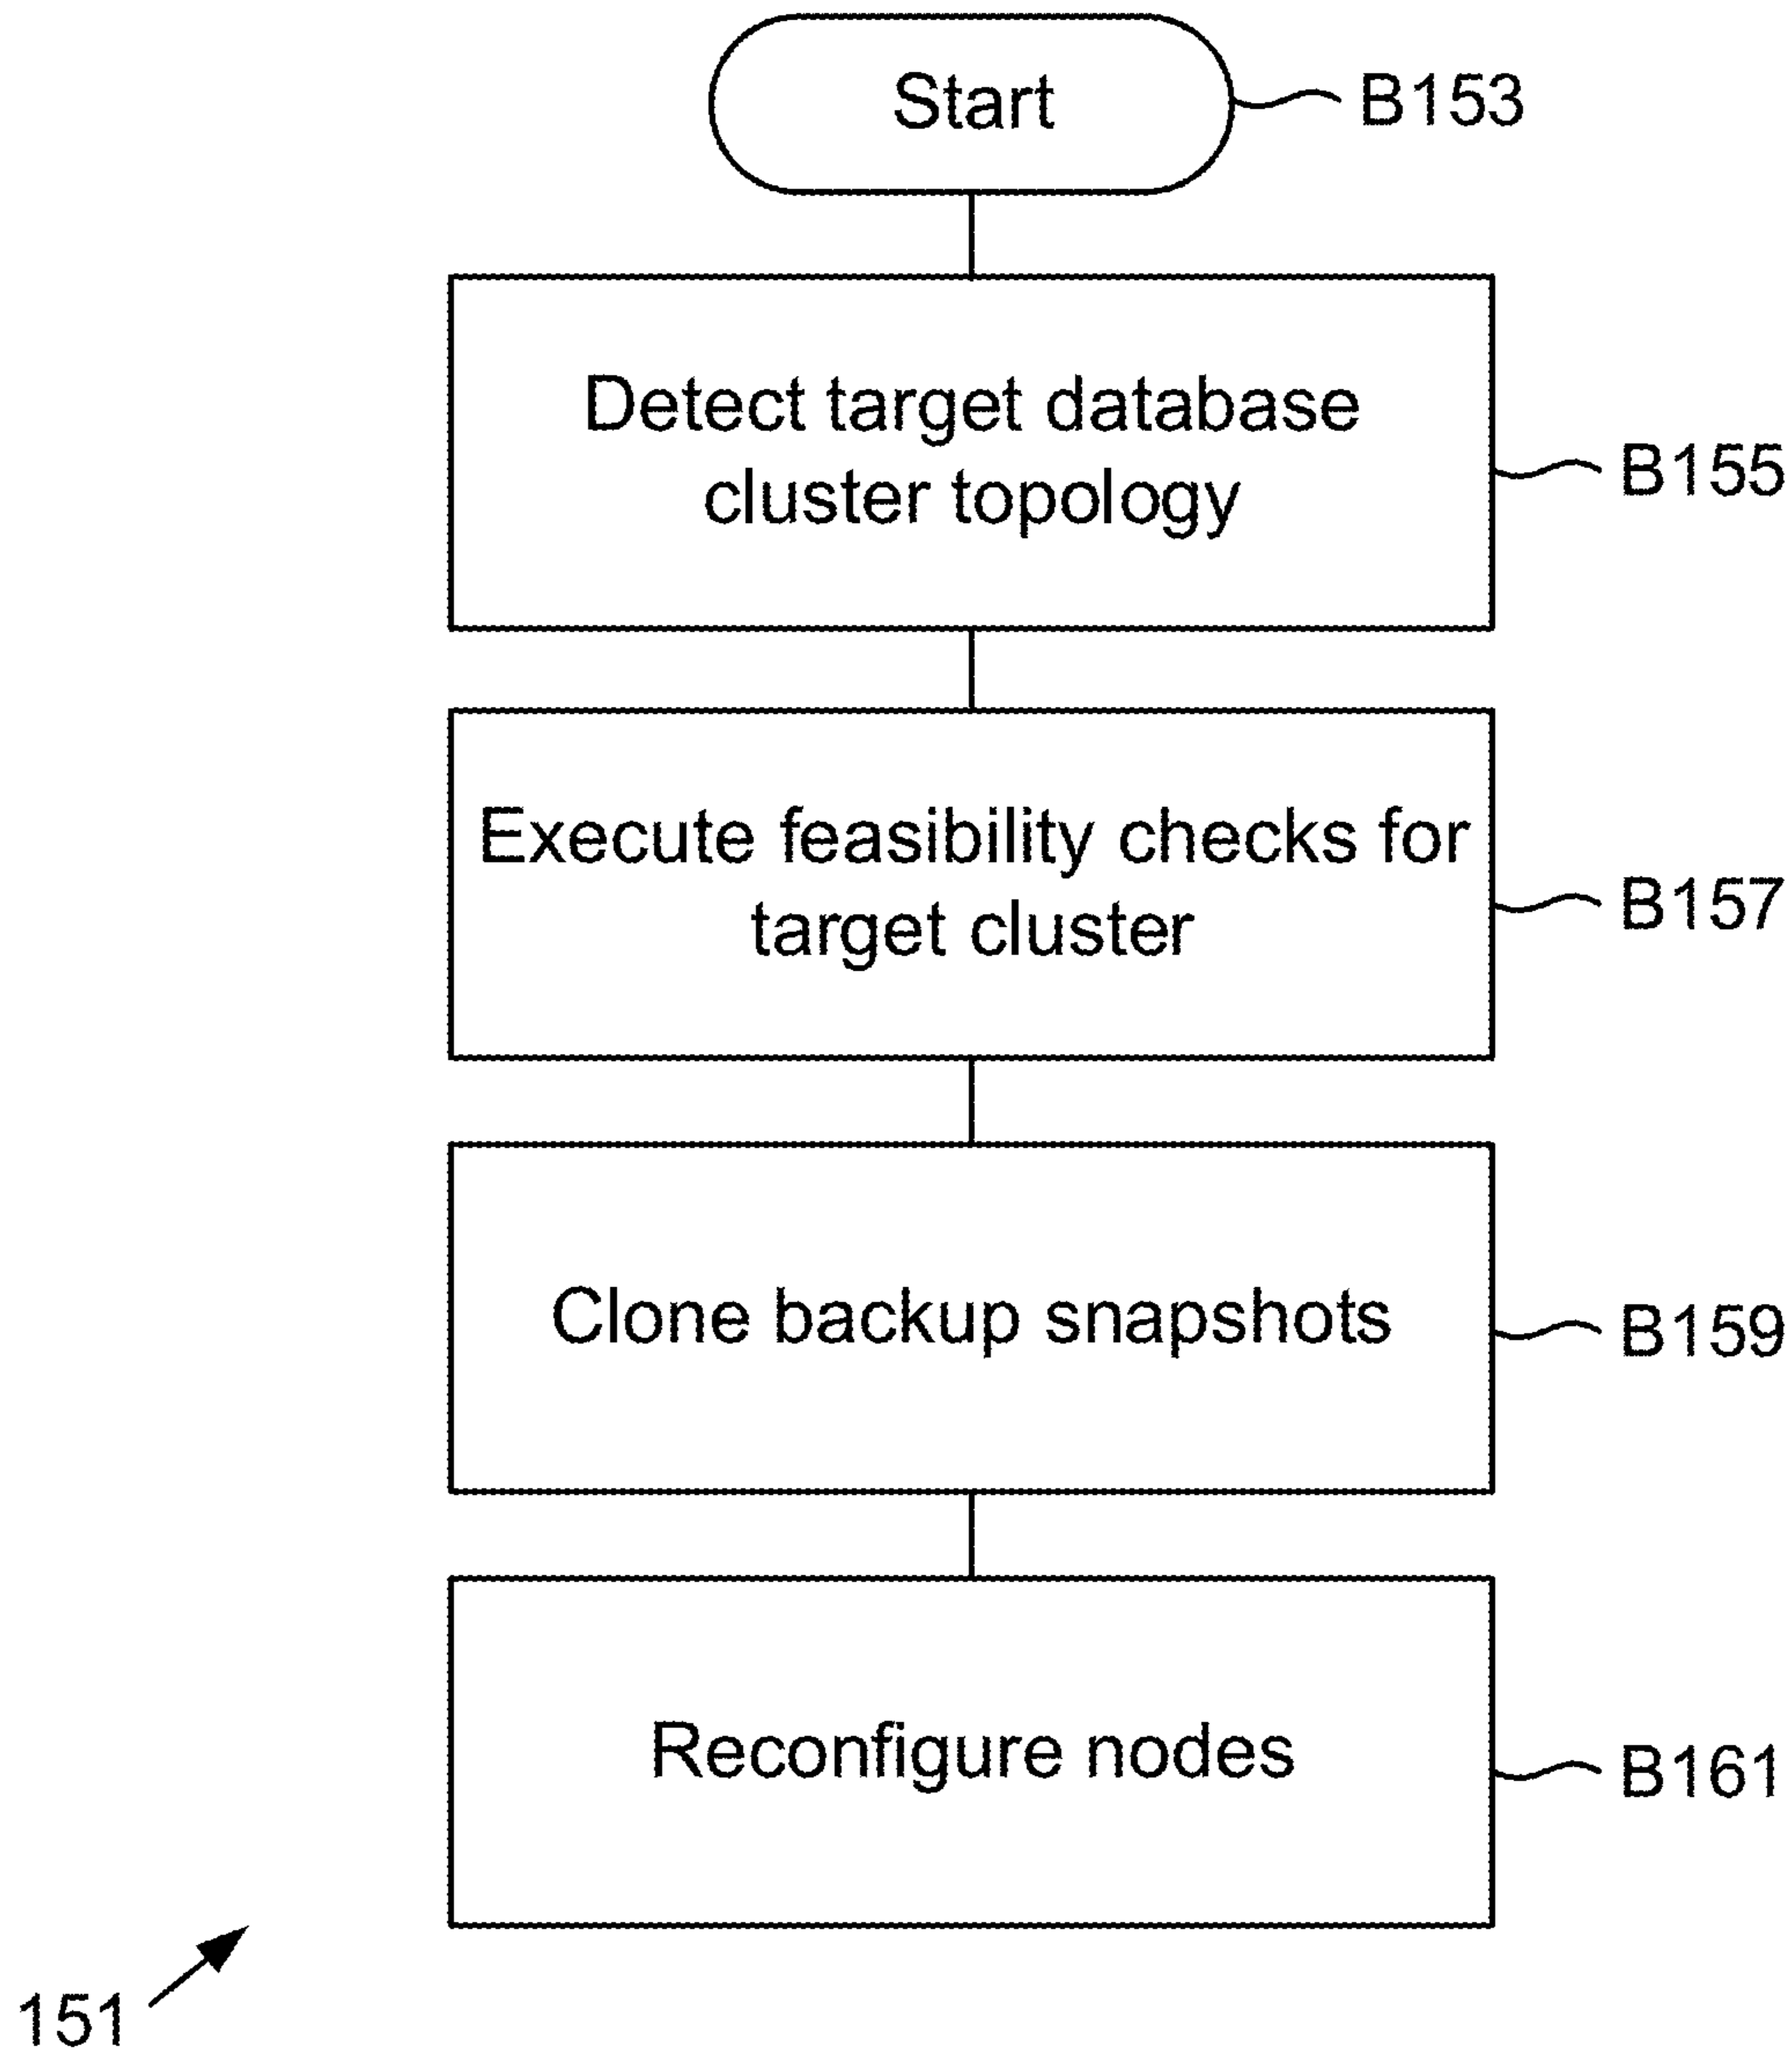 Start
B153
Detect target database
cluster topology
B155
Execute feasibility checks for
target cluster
B157
Clone backup snapshots
B159
Reconfigure nodes
B161
151